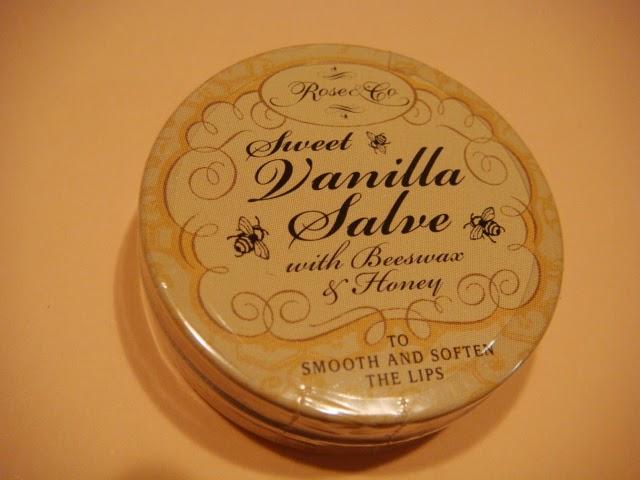 Rose & Co
Sweet
Vanilla
Salve
with Beeswax
& Honey
TO
SMOOTH AND SOFTEN
THE LIPS